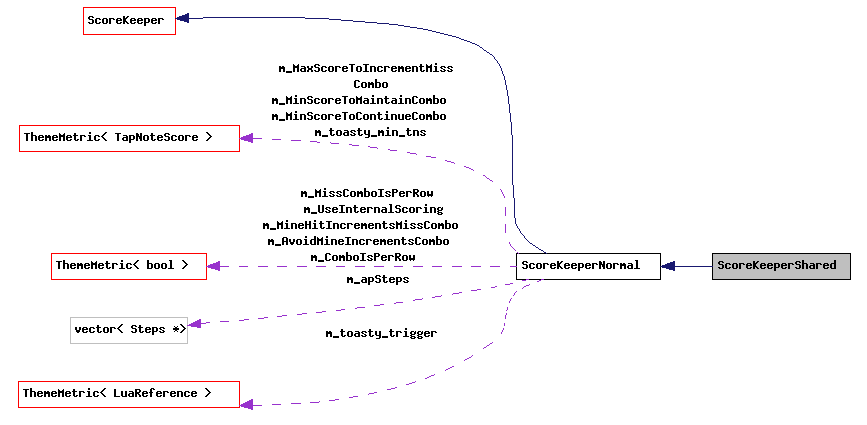 ScoreKeeper
m_MaxScoreToIncrementMiss
Combo
m_MinScoreToMaintainCombo
m_MinScoreToContinueCombo
m_toasty_min_tns
ThemeMetric< TapNoteScore >
m_MissComboIsPerRow
m_UseInternalScoring
m_MineHitIncrementsMissCombo
m_AvoidMineIncrementsCombo
m_ComboIsPerRow
ThemeMetric< bool >
ScoreKeeperNormal
ScoreKeeperShared
m_apSteps
vector< Steps *>
m_toasty_trigger
ThemeMetric< LuaReference >